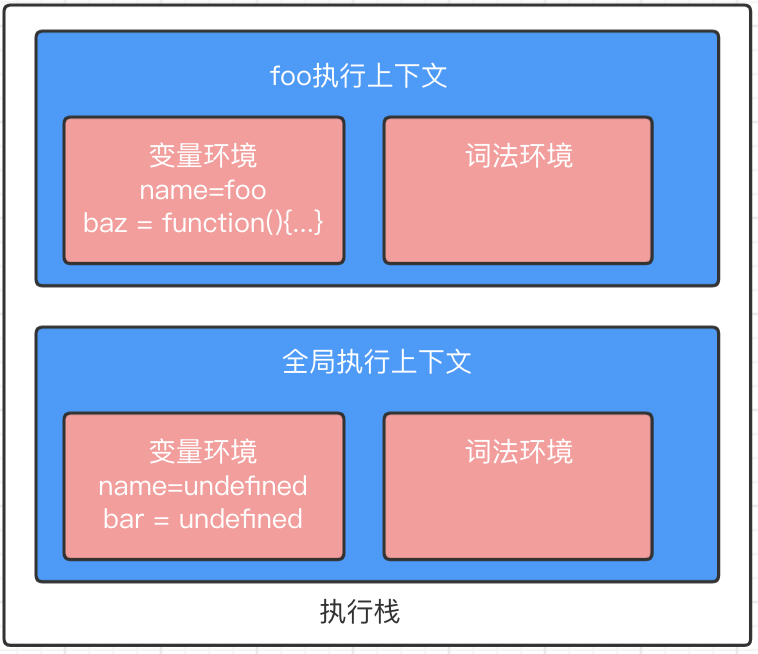 foo执行上下文
变量环境
name=foo
baz = function(){...}
词法环境
全局执行上下文
变量环境
name=undefined
bar = undefined
词法环境
执行栈